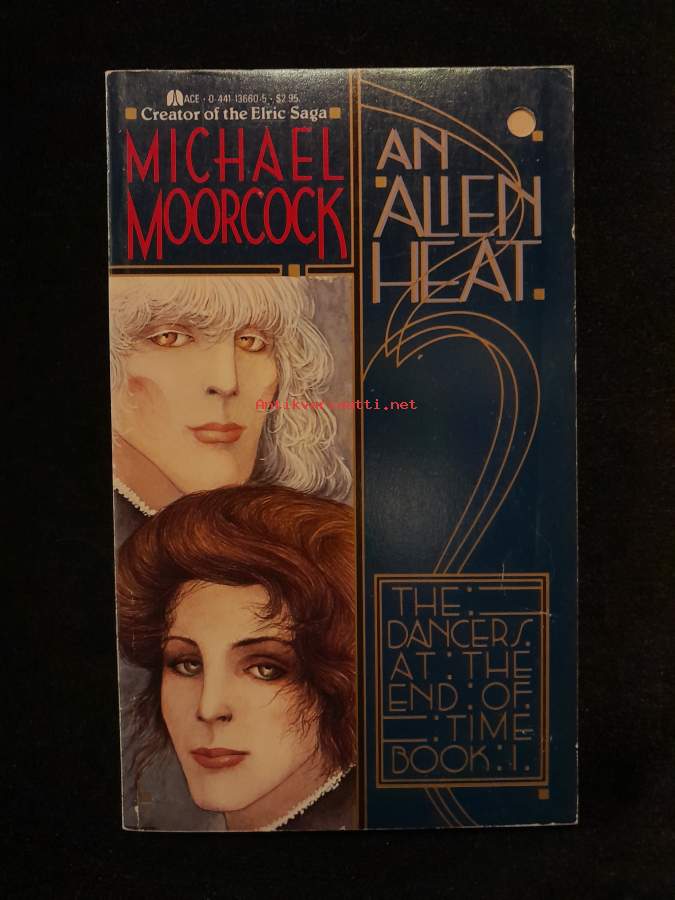 ACE • 0-441-13660-5 • $2.95
Creator of the Elric Saga
MICHAEL
MOORCOCK
AN
ALIEN
HEAT
Antikvariaatti.net
THE
DANCERS
AT THE
END OF
TIME
BOOK 1